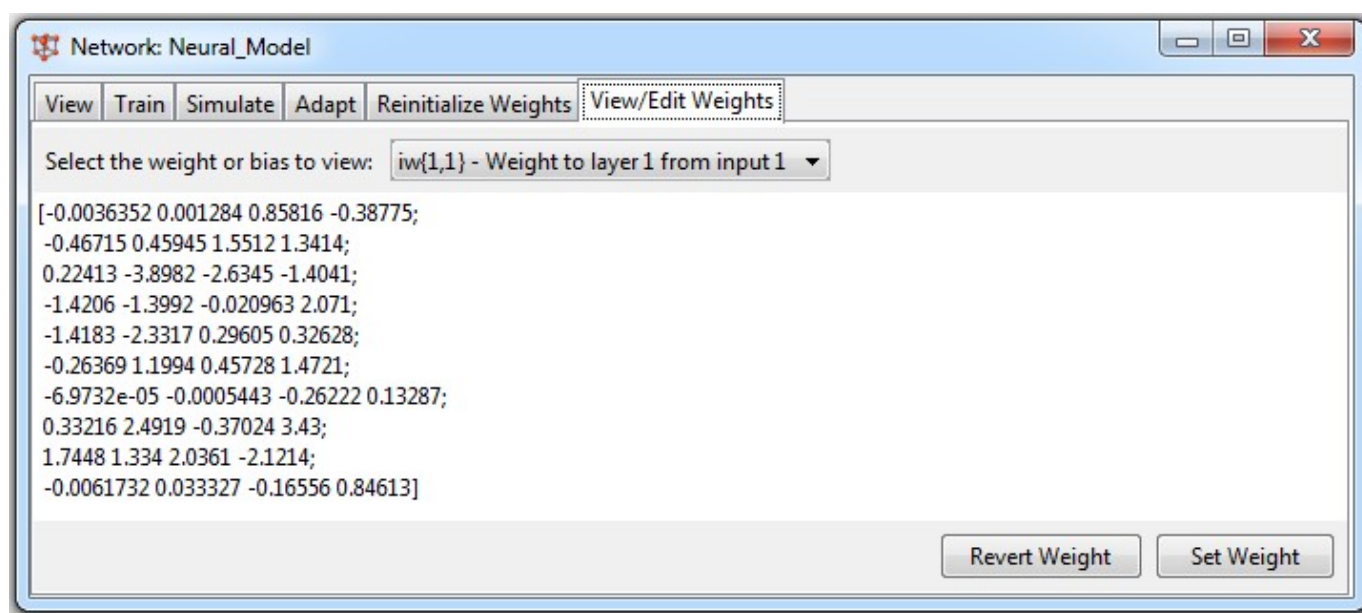 Network: Neural_Model
View Train Simulate Adapt Reinitialize Weights View/Edit Weights
Select the weight or bias to view: iw{1,1} - Weight to layer 1 from input 1
[-0.0036352 0.001284 0.85816 -0.38775;
-0.46715 0.45945 1.5512 1.3414;
0.22413 -3.8982 -2.6345 -1.4041;
-1.4206 -1.3992 -0.020963 2.071;
-1.4183 -2.3317 0.29605 0.32628;
-0.26369 1.1994 0.45728 1.4721;
-6.9732e-05 -0.0005443 -0.26222 0.13287;
0.33216 2.4919 -0.37024 3.43;
1.7448 1.334 2.0361 -2.1214;
-0.0061732 0.033327 -0.16556 0.84613]
Revert Weight Set Weight